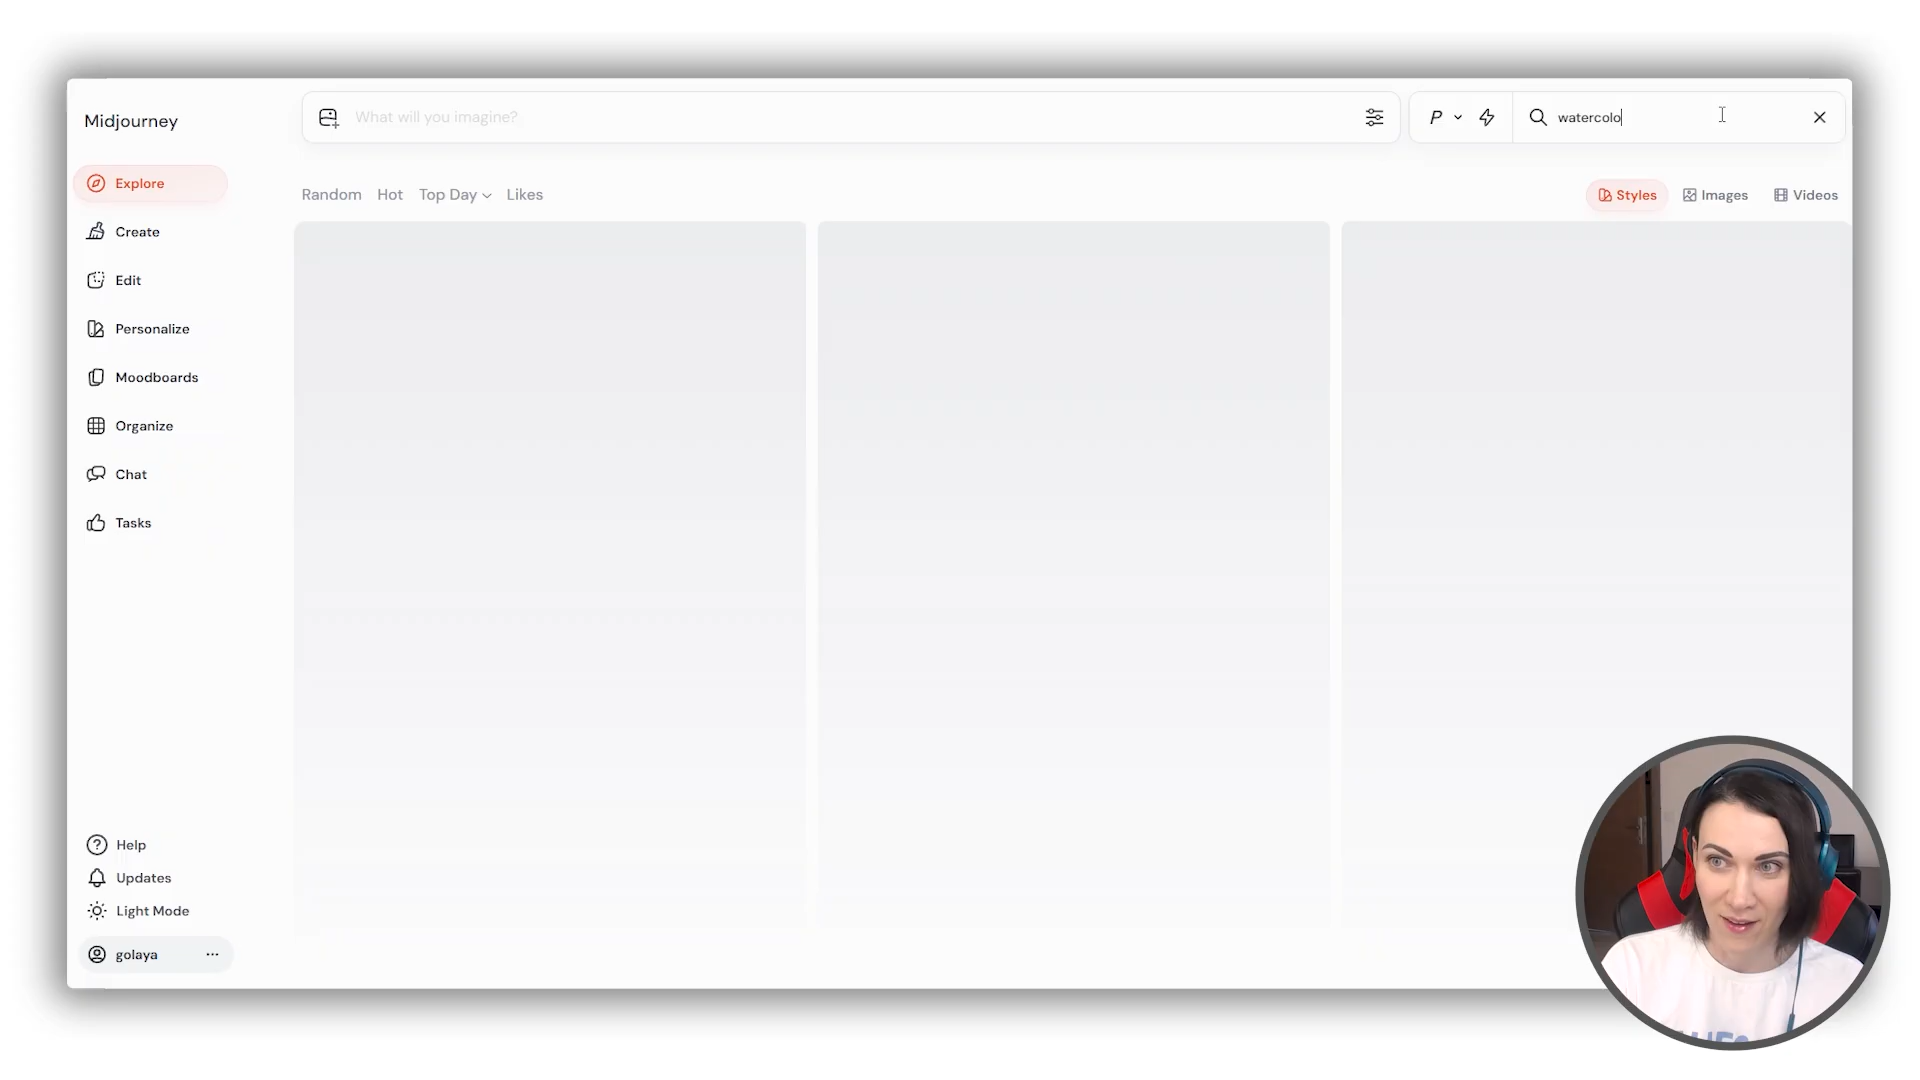 Midjourney
What will you imagine?
P
watercolo
Explore
Random Hot Top Day Likes
Styles Images Videos
Create
Edit
Personalize
Moodboards
Organize
Chat
Tasks
Help
Updates
Light Mode
golaya